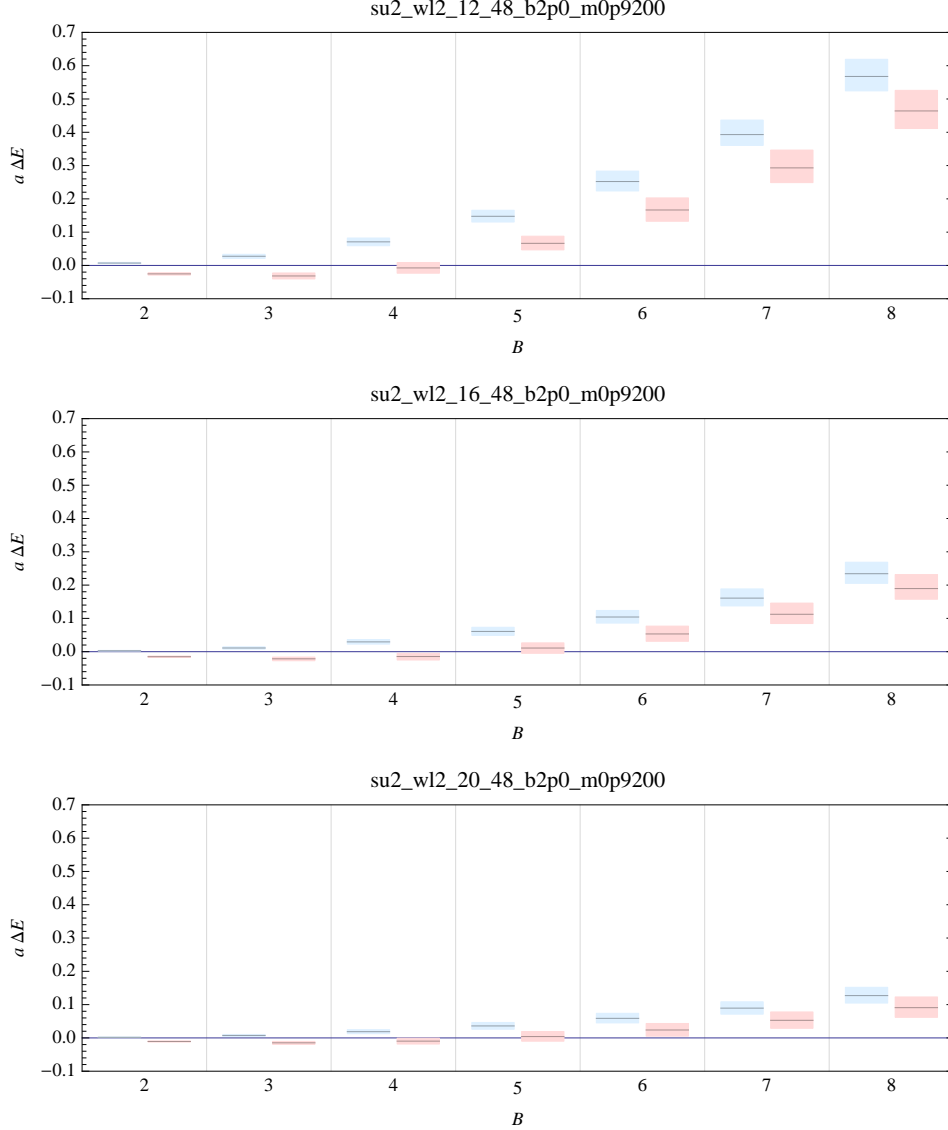 su2_wl2_12_48_b2p0_m0p9200
0.7
0.6
0.5
0.4
0.3
0.2
0.1
0.0
−0.1
a ΔE
2 3 4 5 6 7 8
B
su2_wl2_16_48_b2p0_m0p9200
0.7
0.6
0.5
0.4
0.3
0.2
0.1
0.0
−0.1
a ΔE
2 3 4 5 6 7 8
B
su2_wl2_20_48_b2p0_m0p9200
0.7
0.6
0.5
0.4
0.3
0.2
0.1
0.0
−0.1
a ΔE
2 3 4 5 6 7 8
B